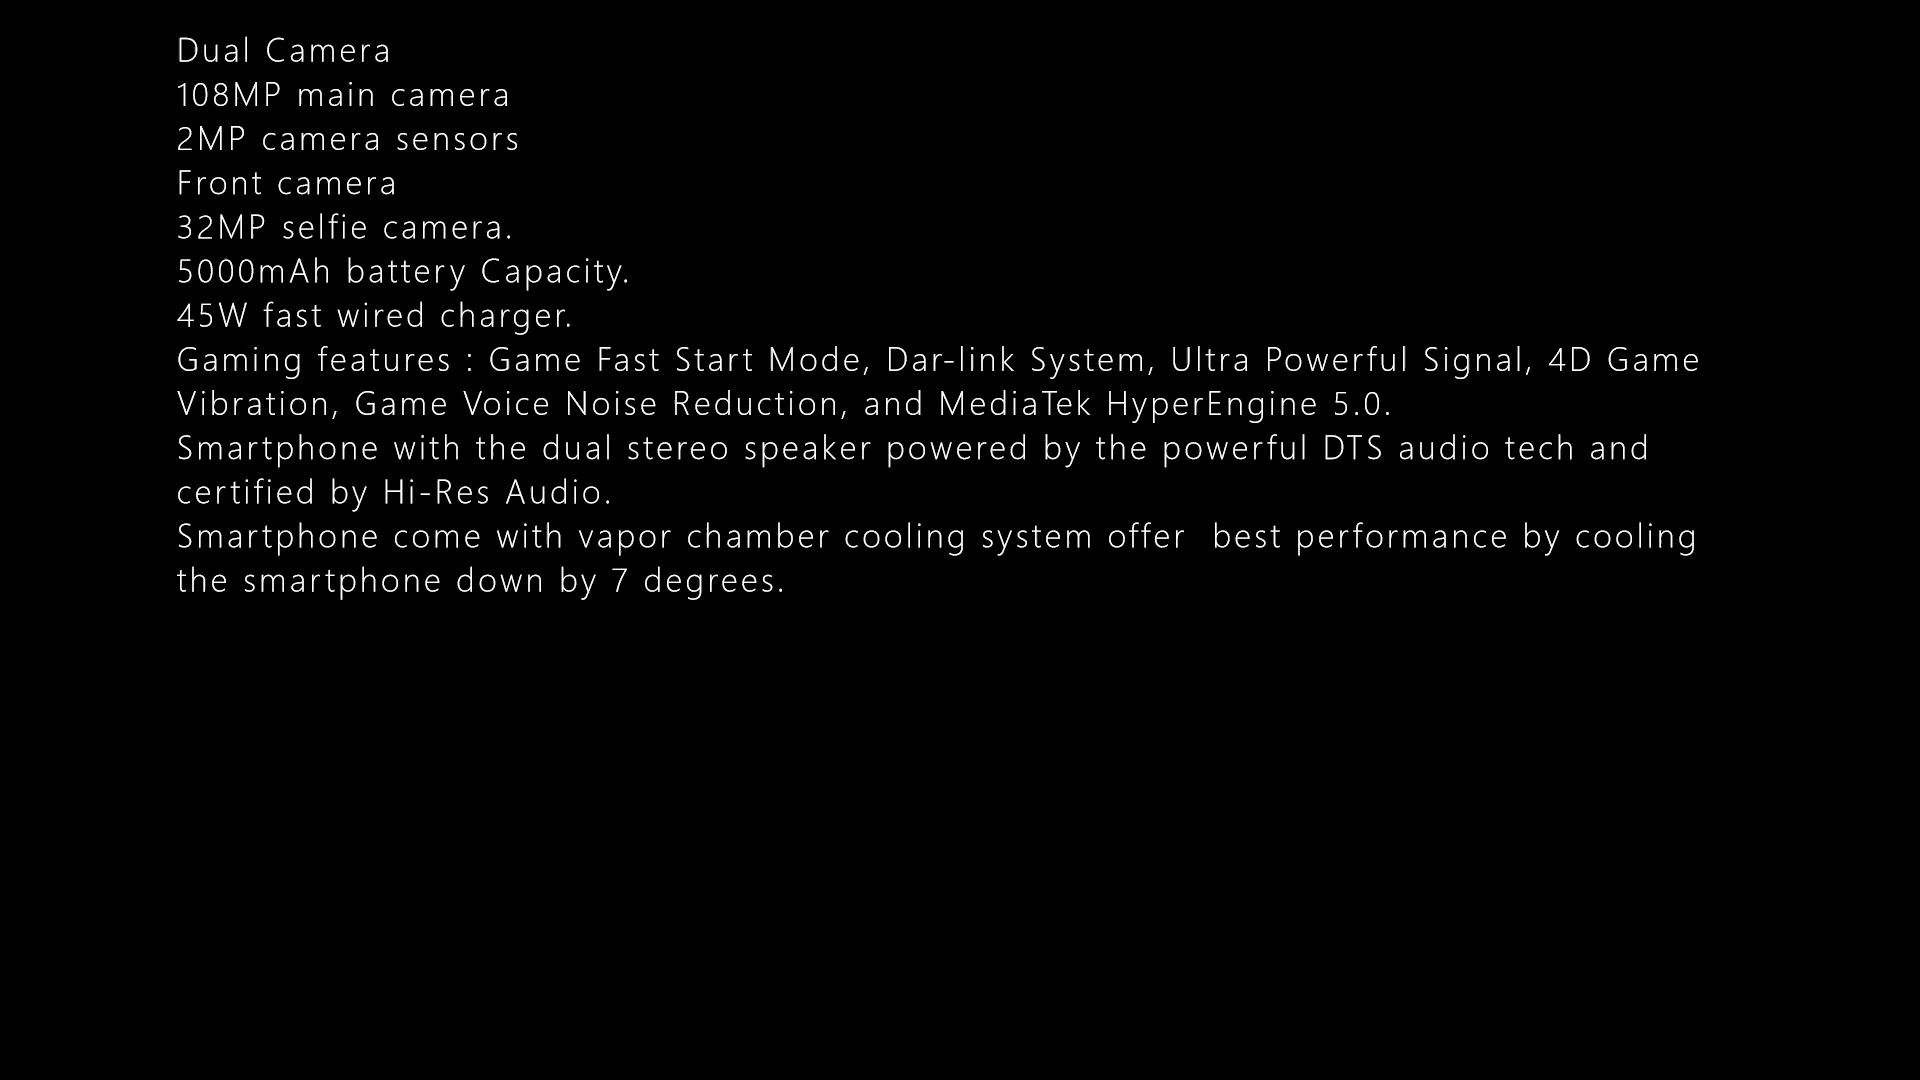 Dual Camera
108MP main camera
2MP camera sensors
Front camera
32MP selfie camera.
5000mAh battery Capacity.
45W fast wired charger.
Gaming features : Game Fast Start Mode, Dar-link System, Ultra Powerful Signal, 4D Game
Vibration, Game Voice Noise Reduction, and MediaTek HyperEngine 5.0.
Smartphone with the dual stereo speaker powered by the powerful DTS audio tech and
certified by Hi-Res Audio.
Smartphone come with vapor chamber cooling system offer  best performance by cooling
the smartphone down by 7 degrees.